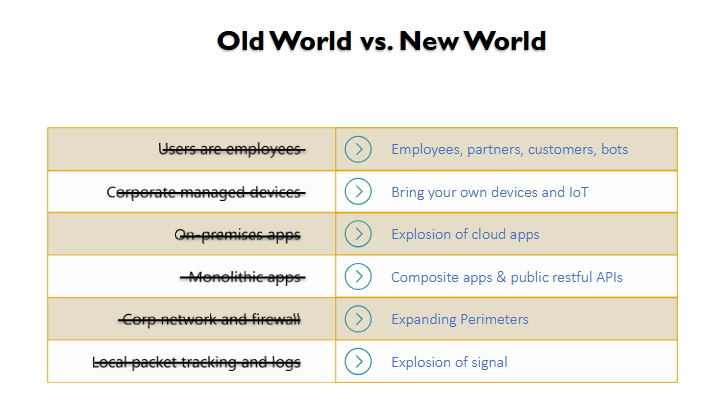 Old World vs. New World
Users are employees
Employees, partners, customers, bots
Corporate managed devices
Bring your own devices and IoT
On-premises apps
Explosion of cloud apps
Monolithic apps
Composite apps & public restful APIs
Corp network and firewall
Expanding Perimeters
Local packet tracking and logs
Explosion of signal